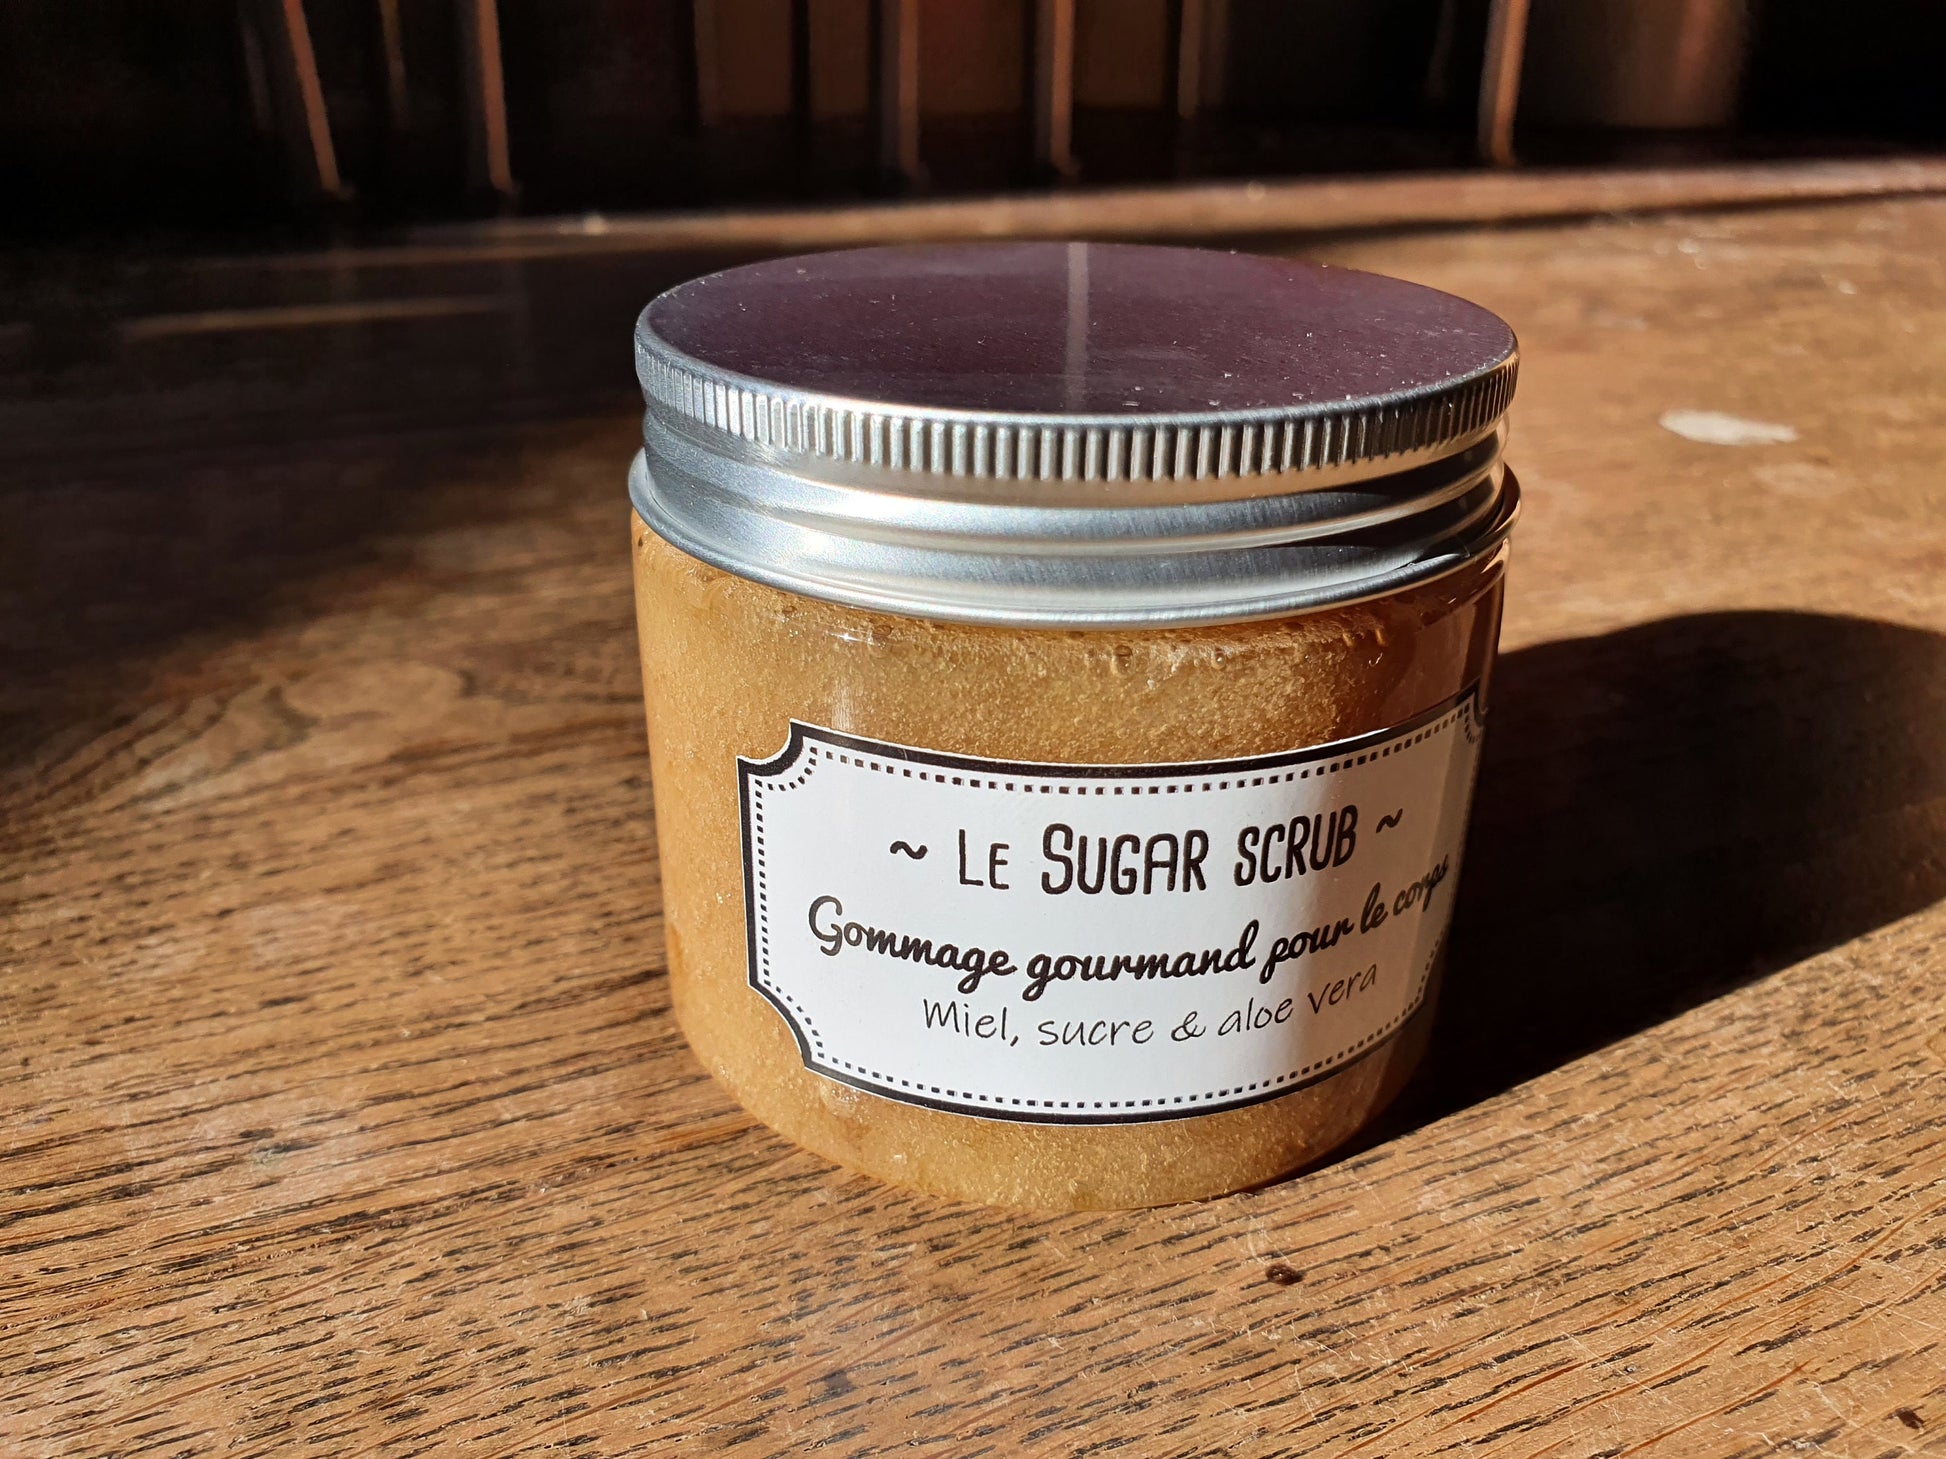 ~ LE SUGAR SCRUB ~
Gommage gourmand pour le corps
Miel, sucre & aloe vera